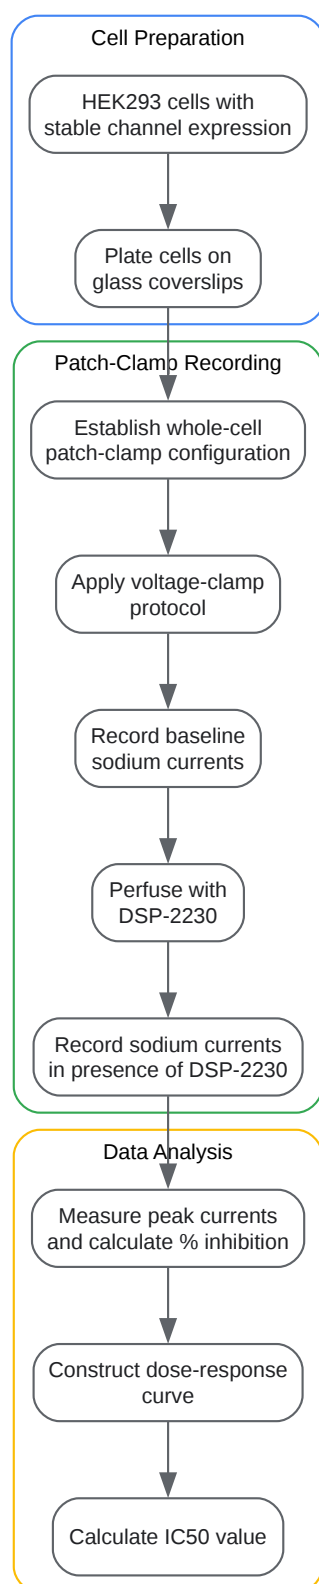 Cell Preparation
HEK293 cells with
stable channel expression
Plate cells on
glass coverslips
Patch-Clamp Recording
Establish whole-cell
patch-clamp configuration
Apply voltage-clamp
protocol
Record baseline
sodium currents
Perfuse with
DSP-2230
Record sodium currents
in presence of DSP-2230
Data Analysis
Measure peak currents
and calculate % inhibition
Construct dose-response
curve
Calculate IC50 value